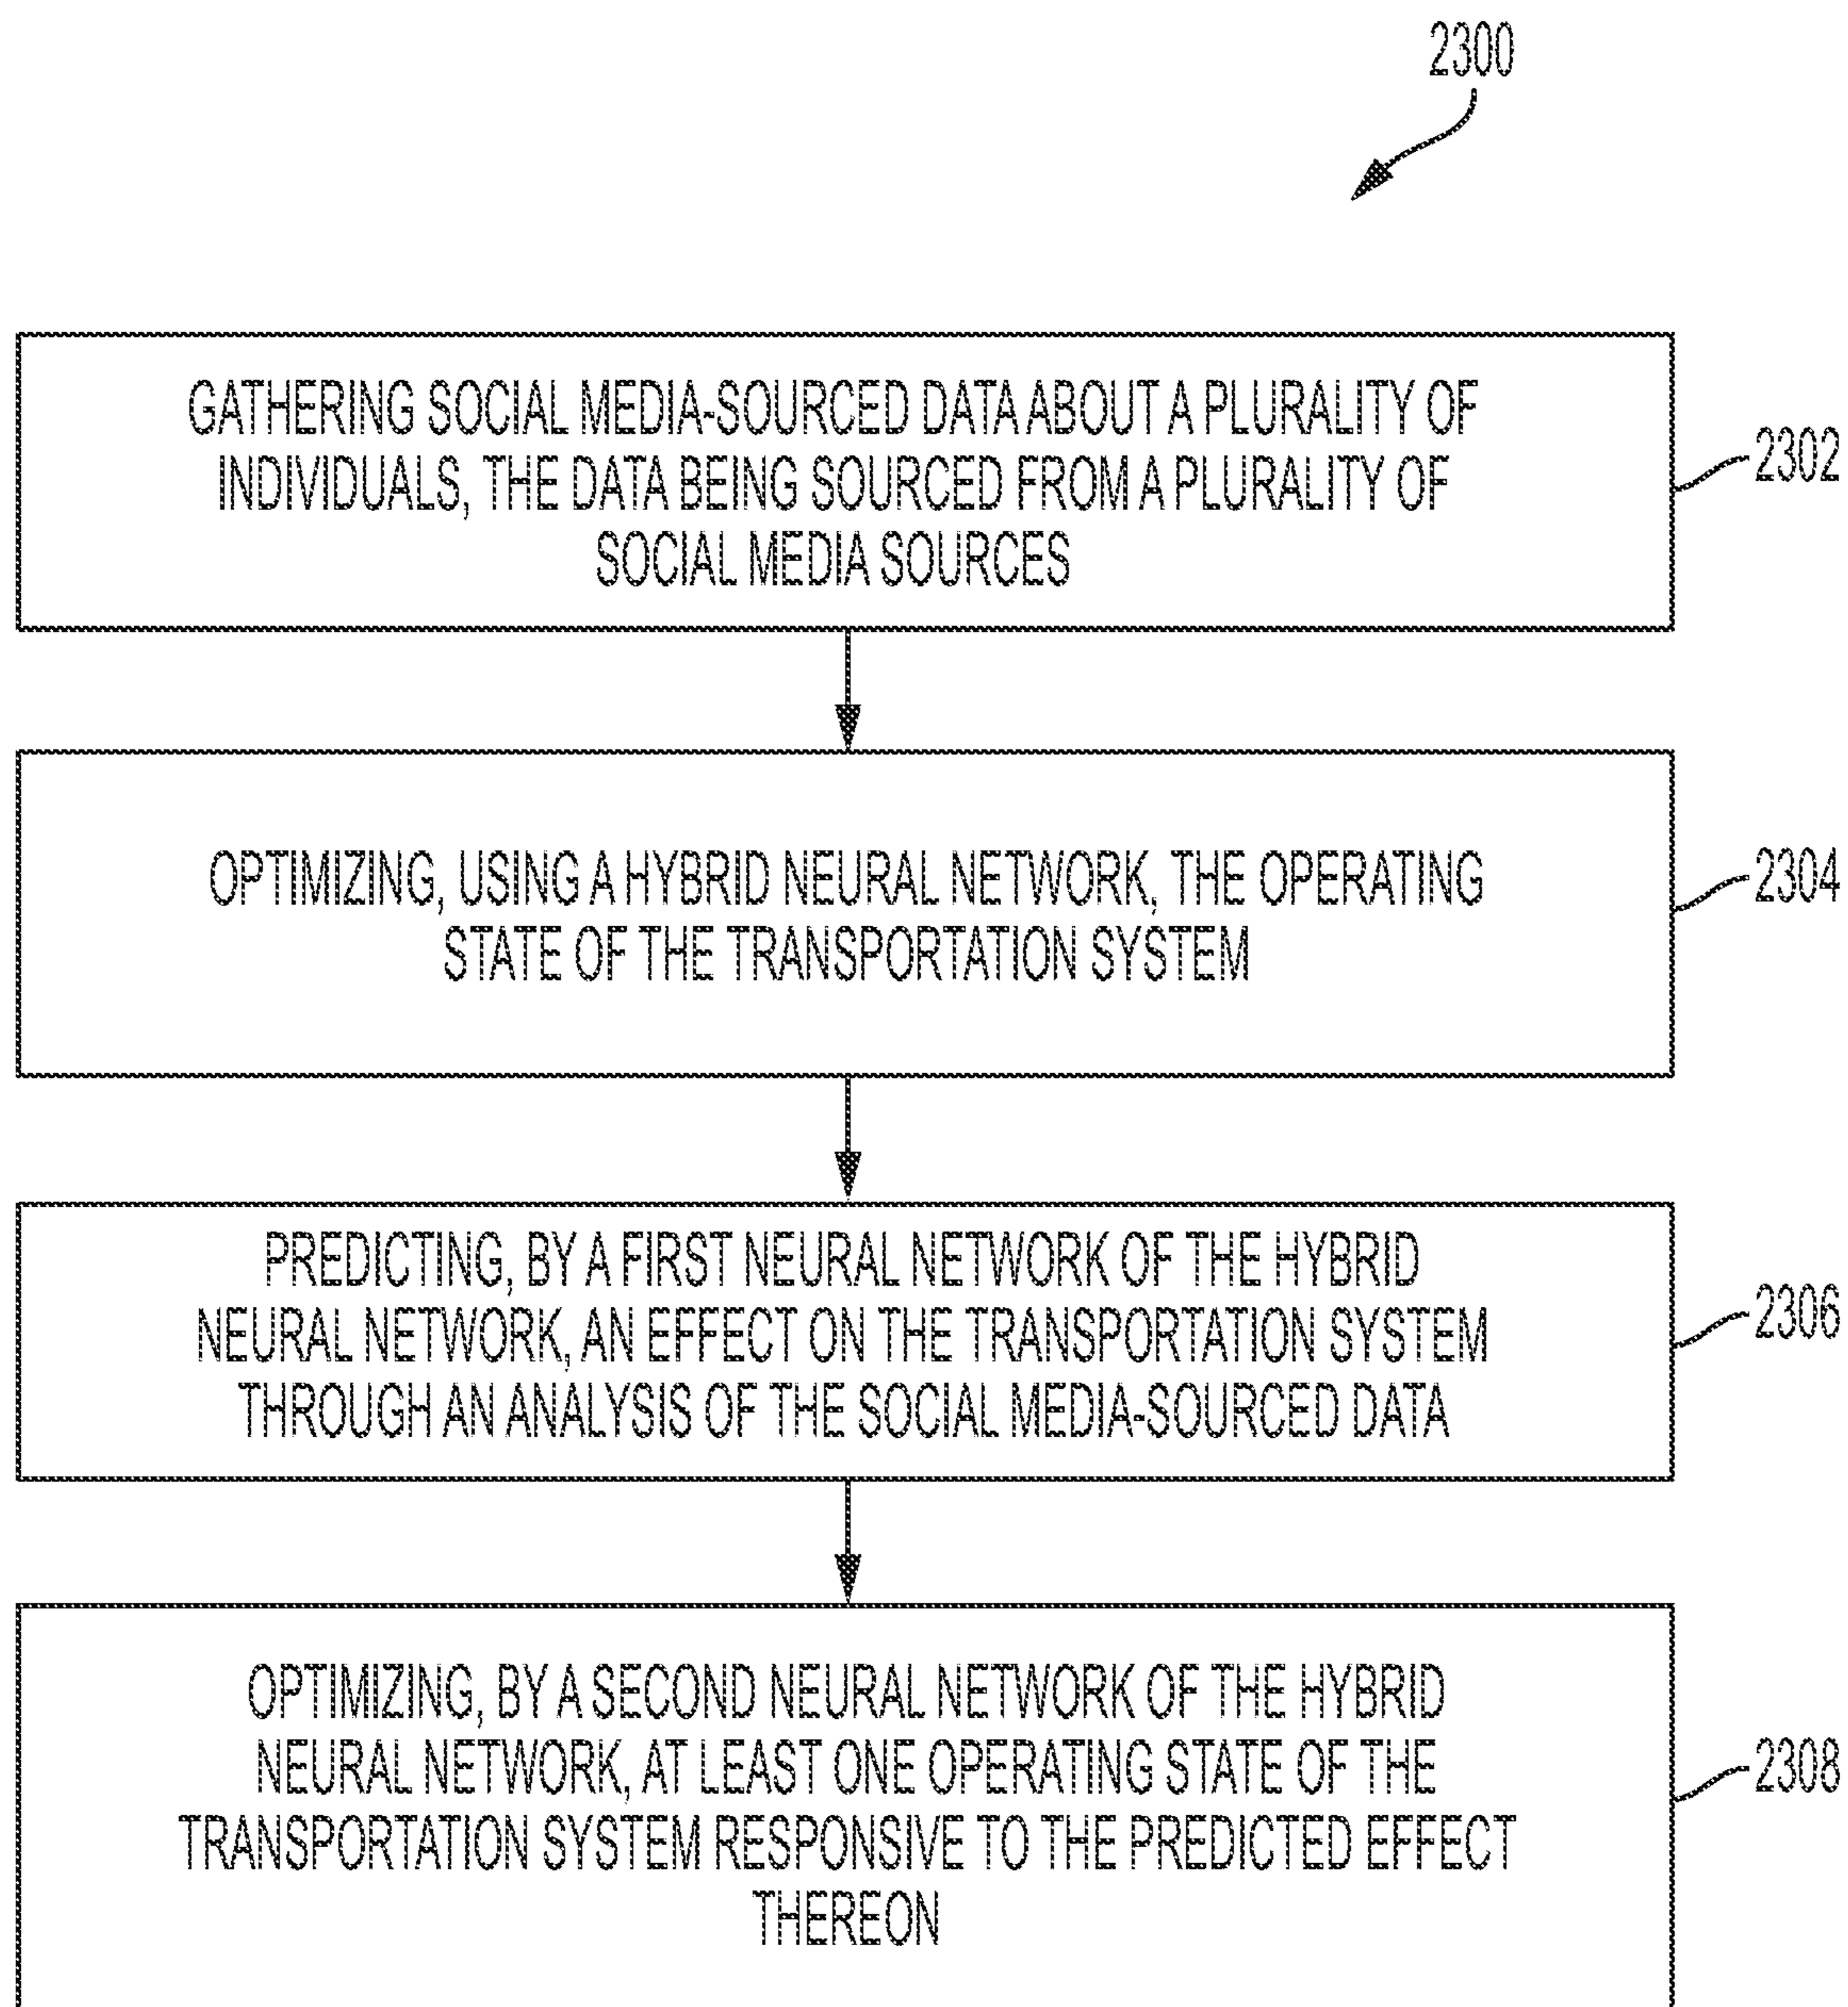 2300
GATHERING SOCIAL MEDIA-SOURCED DATA ABOUT A PLURALITY OF
INDIVIDUALS, THE DATA BEING SOURCED FROM A PLURALITY OF
SOCIAL MEDIA SOURCES
2302
OPTIMIZING, USING A HYBRID NEURAL NETWORK, THE OPERATING
STATE OF THE TRANSPORTATION SYSTEM
2304
PREDICTING, BY A FIRST NEURAL NETWORK OF THE HYBRID
NEURAL NETWORK, AN EFFECT ON THE TRANSPORTATION SYSTEM
THROUGH AN ANALYSIS OF THE SOCIAL MEDIA-SOURCED DATA
2306
OPTIMIZING, BY A SECOND NEURAL NETWORK OF THE HYBRID
NEURAL NETWORK, AT LEAST ONE OPERATING STATE OF THE
TRANSPORTATION SYSTEM RESPONSIVE TO THE PREDICTED EFFECT
THEREON
2308